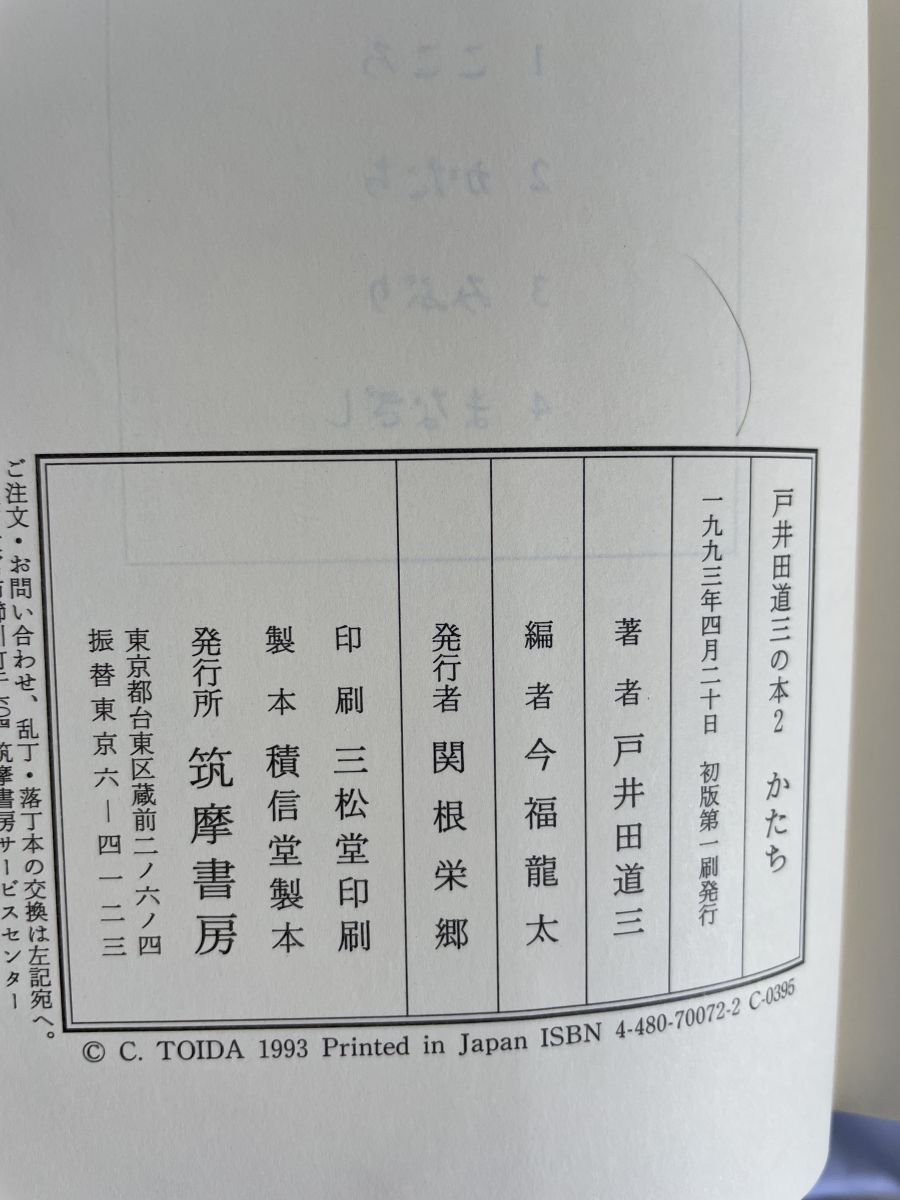 戸井田道三の本2　かたち
一九九三年四月二十日　初版第一刷発行
著者　戸井田道三
編者　今福龍太
発行者　関根栄郷
印刷　三松堂印刷
製本　積信堂製本
発行所　筑摩書房
東京都台東区蔵前二ノ六ノ四
振替東京六―四一二三
ご注文・お問い合わせ、乱丁・落丁本の交換は左記宛へ。
筑摩書房サービスセンター
© C. TOIDA 1993 Printed in Japan ISBN 4-480-70072-2 C-0395
1 こころ
2 かたち
3 みぶり
4 まなざし